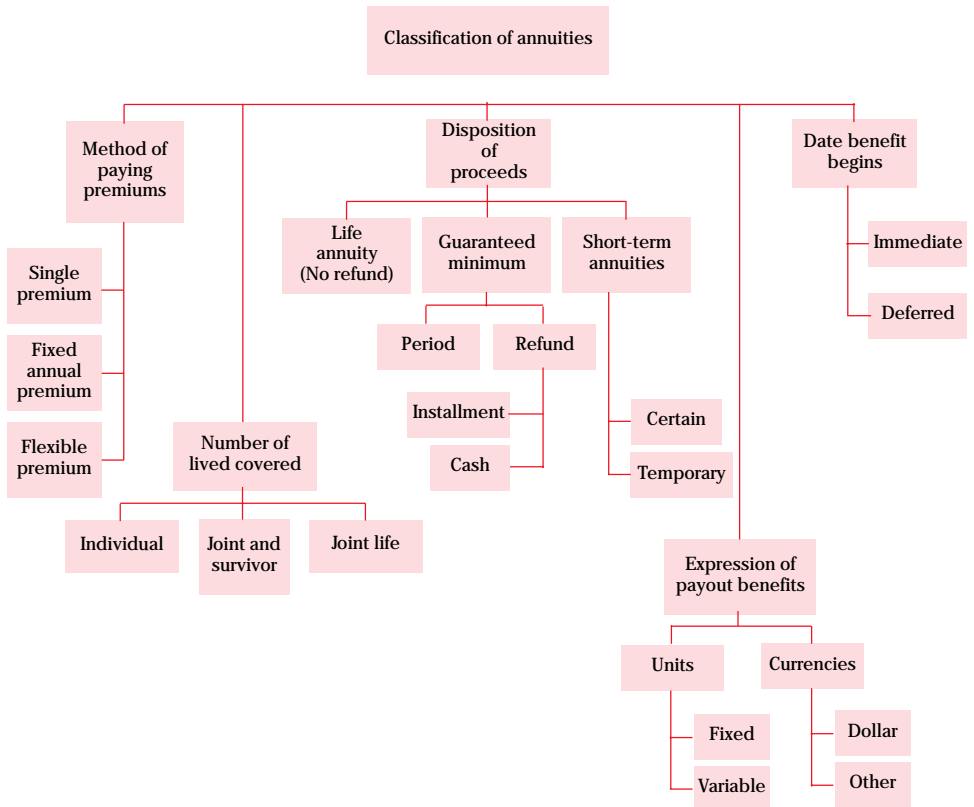 Classification of annuities
Method of
paying
premiums
Single
premium
Fixed
annual
premium
Flexible
premium
Number of
lived covered
Individual
Joint and
survivor
Joint life
Disposition
of
proceeds
Life
annuity
(No refund)
Guaranteed
minimum
Period
Refund
Installment
Cash
Short-term
annuities
Certain
Temporary
Expression of
payout benefits
Units
Fixed
Variable
Currencies
Dollar
Other
Date benefit
begins
Immediate
Deferred